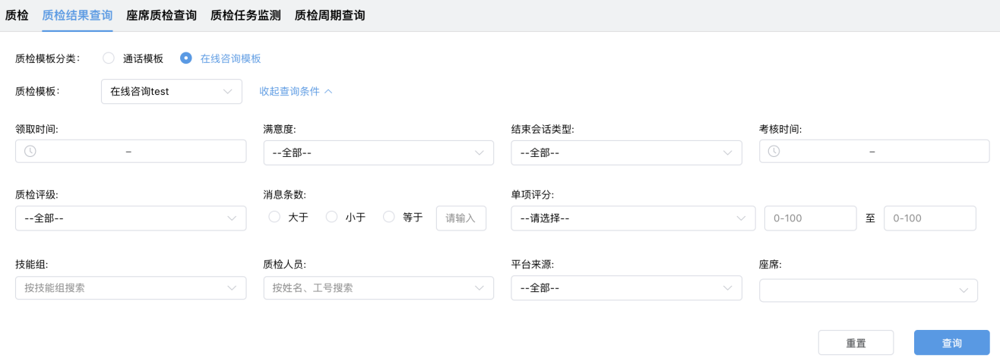 质检 质检结果查询 座席质检查询 质检任务监测 质检周期查询
质检模板分类: 通话模板 在线咨询模板
质检模板: 在线咨询test 收起查询条件
领取时间: 满意度: 结束会话类型: 考核时间:
– --全部-- --全部-- –
质检评级: 消息条数: 单项评分:
--全部-- 大于 小于 等于 请输入 --请选择-- 0-100 至 0-100
技能组: 质检人员: 平台来源: 座席:
按技能组搜索 按姓名、工号搜索 --全部--
重置 查询